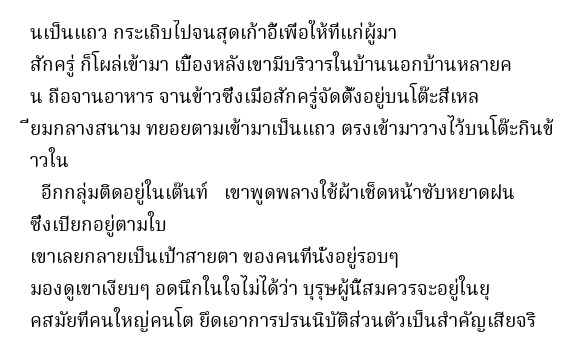 นเป็นแถว กระเถิบไปจนสุดเก้าอี้เพื่อให้ที่แก่ผู้มา
สักครู่ ก็โผล่เข้ามา เบื้องหลังเขามีบริวารในบ้านนอกบ้านหลายค
น ถือจานอาหาร จานข้าวซึ่งเมื่อสักครู่จัดตั้งอยู่บนโต๊ะสี่เหล
ี่ยมกลางสนาม ทยอยตามเข้ามาเป็นแถว ตรงเข้ามาวางไว้บนโต๊ะกินข้
าวใน
อีกกลุ่มติดอยู่ในเต๊นท์ เขาพูดพลางใช้ผ้าเช็ดหน้าซับหยาดฝน
ซึ่งเปียกอยู่ตามใบ
เขาเลยกลายเป็นเป้าสายตา ของคนที่นั่งอยู่รอบๆ
มองดูเขาเงียบๆ อดนึกในใจไม่ได้ว่า บุรุษผู้นี้สมควรจะอยู่ในยุ
คสมัยที่คนใหญ่คนโต ยึดเอาการปรนนิบัติส่วนตัวเป็นสำคัญเสียจริ